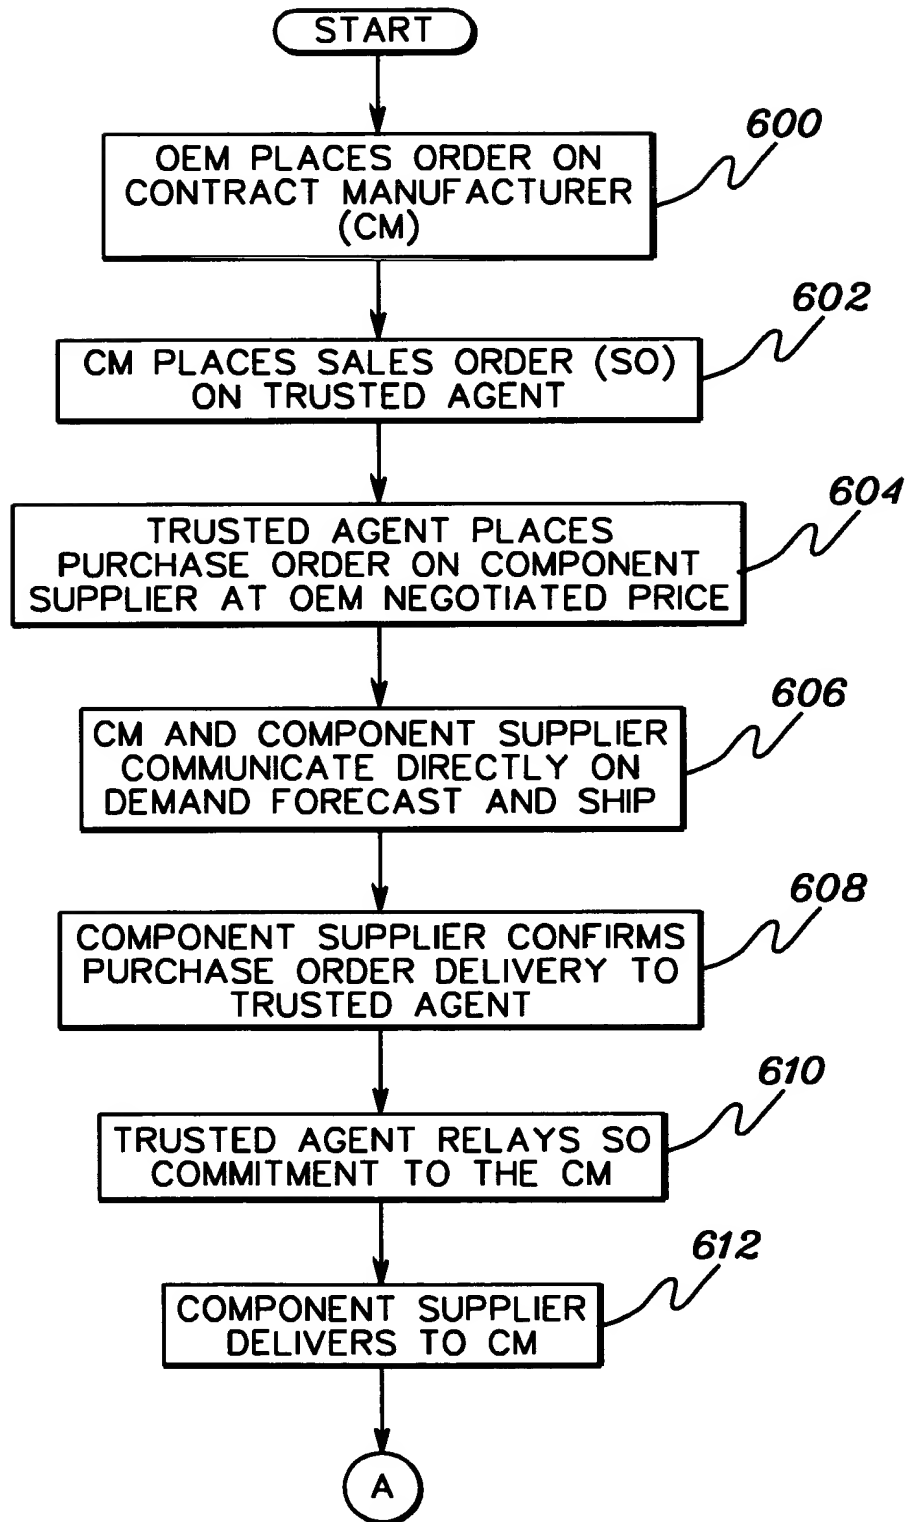 START
600
OEM PLACES ORDER ON
CONTRACT MANUFACTURER
(CM)
602
CM PLACES SALES ORDER (SO)
ON TRUSTED AGENT
604
TRUSTED AGENT PLACES
PURCHASE ORDER ON COMPONENT
SUPPLIER AT OEM NEGOTIATED PRICE
606
CM AND COMPONENT SUPPLIER
COMMUNICATE DIRECTLY ON
DEMAND FORECAST AND SHIP
608
COMPONENT SUPPLIER CONFIRMS
PURCHASE ORDER DELIVERY TO
TRUSTED AGENT
610
TRUSTED AGENT RELAYS SO
COMMITMENT TO THE CM
612
COMPONENT SUPPLIER
DELIVERS TO CM
A